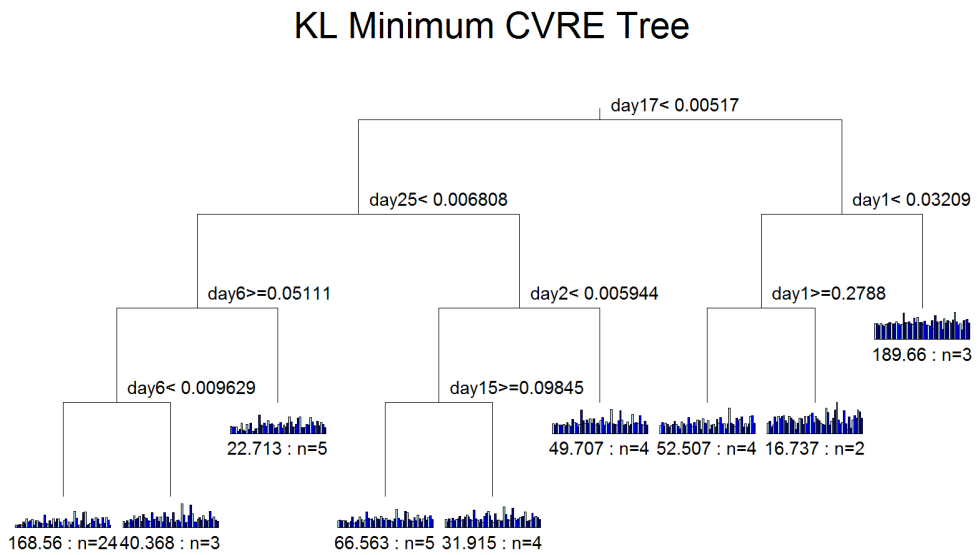 KL Minimum CVRE Tree
day17< 0.00517
day25< 0.006808
day1< 0.03209
day6>=0.05111
day2< 0.005944
day1>=0.2788
189.66 : n=3
day6< 0.009629
day15>=0.09845
22.713 : n=5
49.707 : n=4
52.507 : n=4
16.737 : n=2
168.56 : n=24
40.368 : n=3
66.563 : n=5
31.915 : n=4